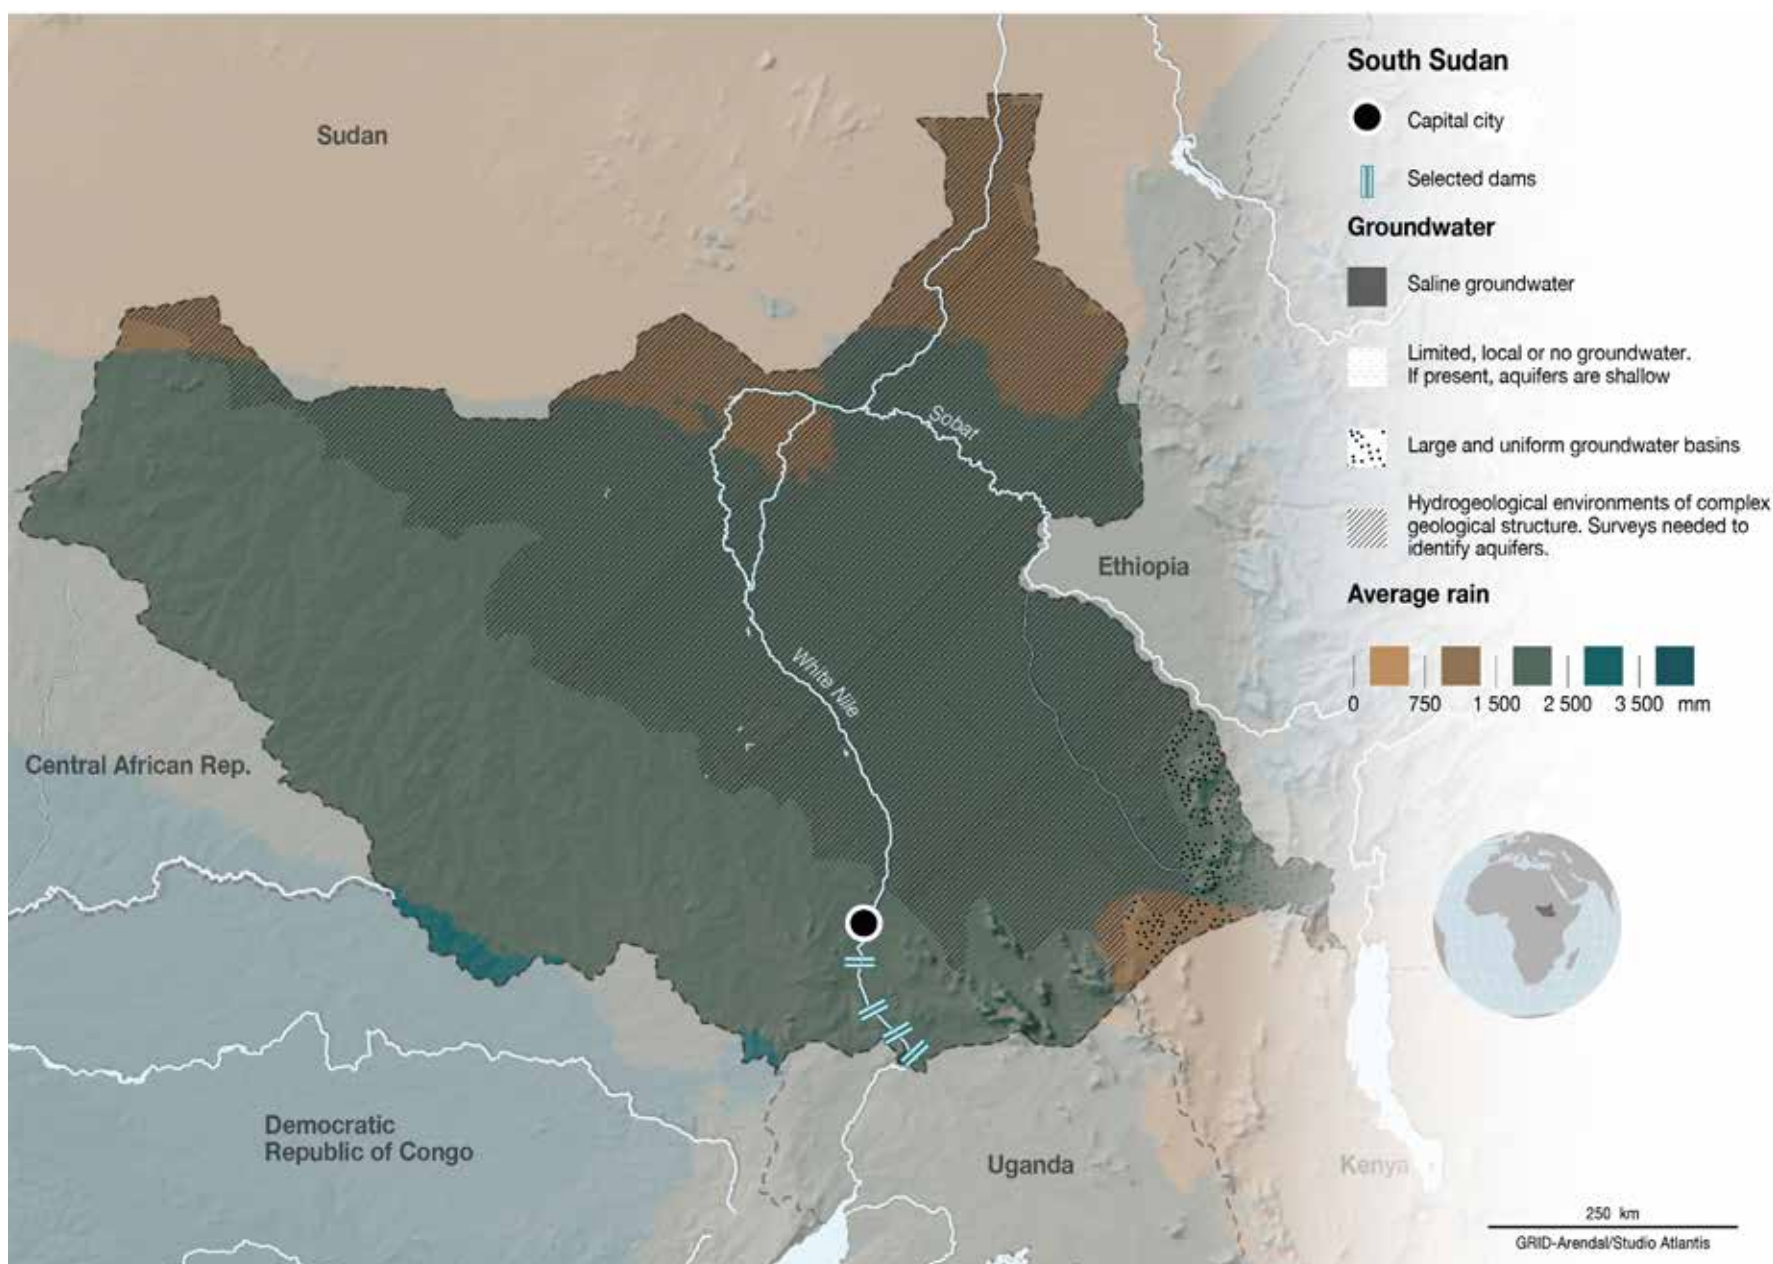 Sudan
Sobat
Ethiopia
White Nile
Central African Rep.
Democratic
Republic of Congo
Uganda
Kenya
South Sudan
Capital city
Selected dams
Groundwater
Saline groundwater
Limited, local or no groundwater.
If present, aquifers are shallow
Large and uniform groundwater basins
Hydrogeological environments of complex
geological structure. Surveys needed to
identify aquifers.
Average rain
0 750 1 500 2 500 3 500 mm
250 km
GRID-Arendal/Studio Atlantis